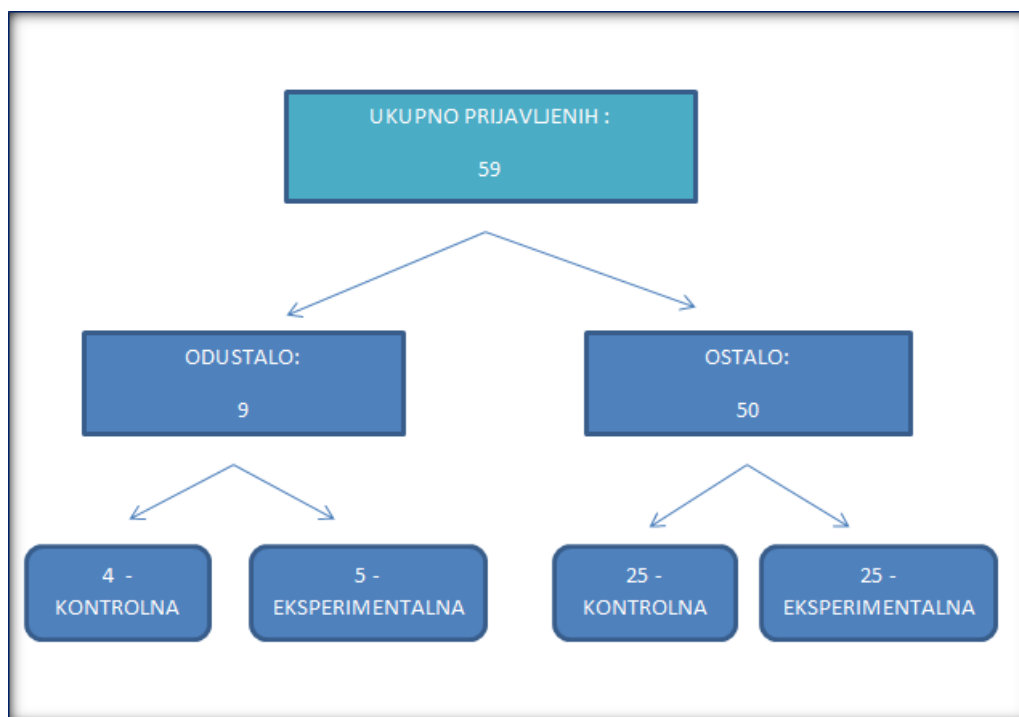 UKUPNO PRIJAVLJENIH :
59
ODUSTALO:
9
OSTALO:
50
4 -
KONTROLNA
5 -
EKSPERIMENTALNA
25 -
KONTROLNA
25 -
EKSPERIMENTALNA